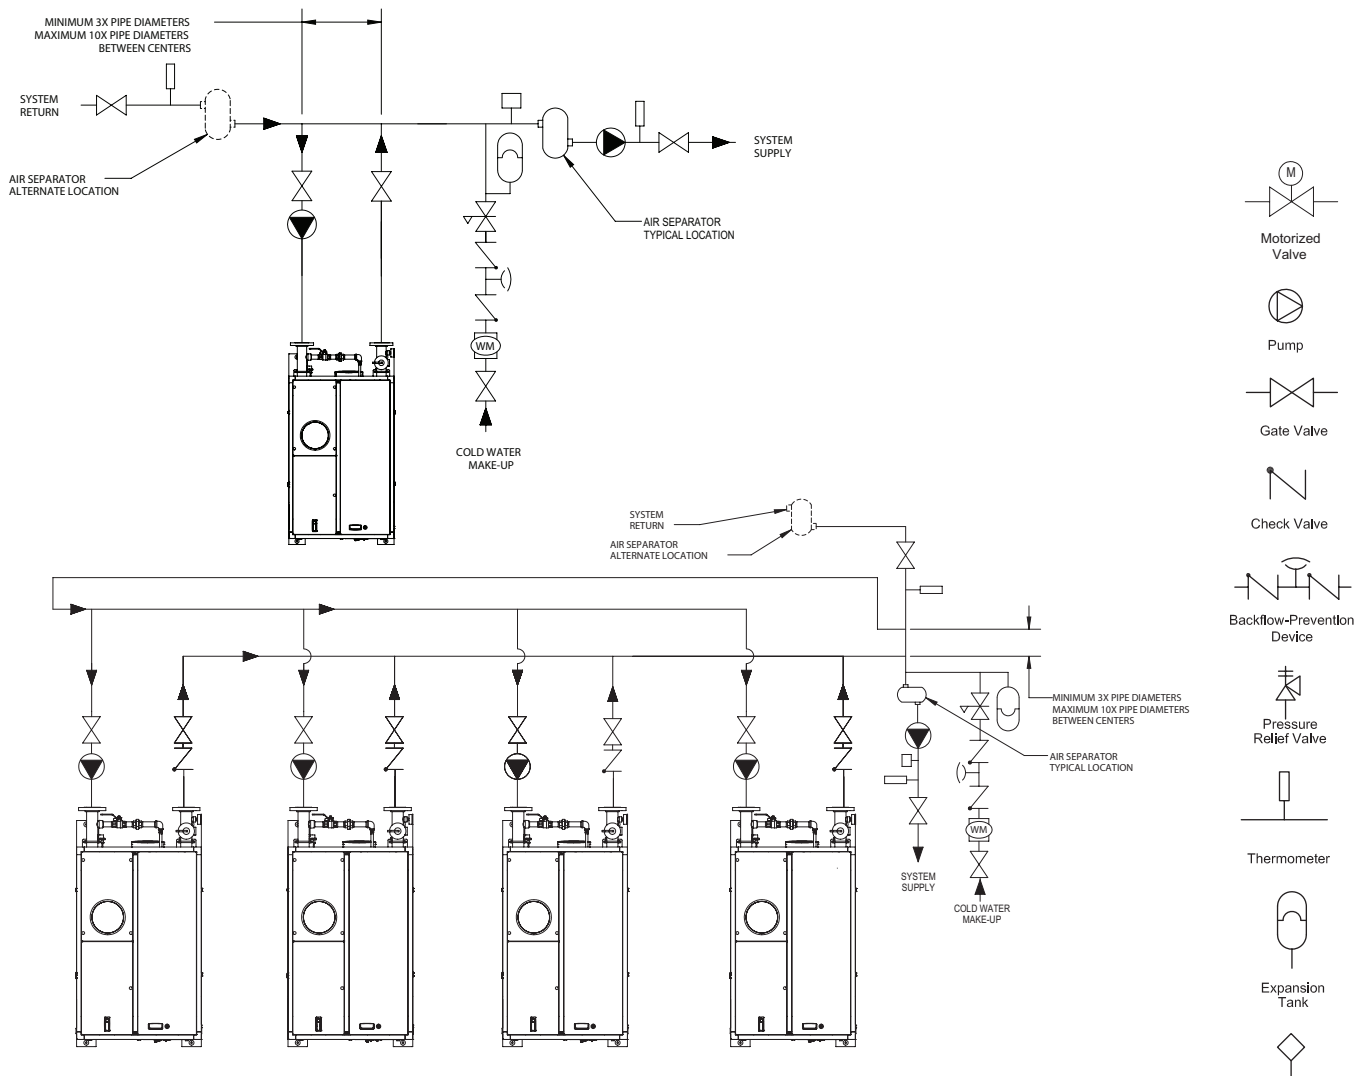 MINIMUM 3X PIPE DIAMETERS
MAXIMUM 10X PIPE DIAMETERS
BETWEEN CENTERS
SYSTEM
RETURN
AIR SEPARATOR
ALTERNATE LOCATION
SYSTEM
SUPPLY
AIR SEPARATOR
TYPICAL LOCATION
WM
COLD WATER
MAKE-UP
SYSTEM
RETURN
AIR SEPARATOR
ALTERNATE LOCATION
MINIMUM 3X PIPE DIAMETERS
MAXIMUM 10X PIPE DIAMETERS
BETWEEN CENTERS
AIR SEPARATOR
TYPICAL LOCATION
WM
SYSTEM
SUPPLY
COLD WATER
MAKE-UP
M
Motorized
Valve
Pump
Gate Valve
Check Valve
Backflow-Prevention
Device
Pressure
Relief Valve
Thermometer
Expansion
Tank